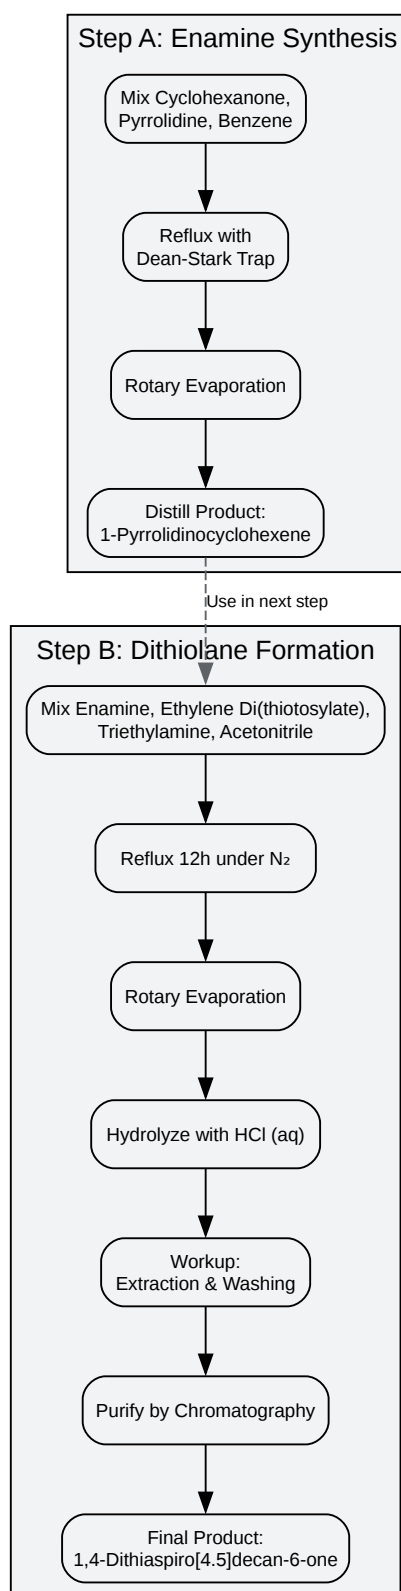 Step A: Enamine Synthesis
Mix Cyclohexanone,
Pyrrolidine, Benzene
Reflux with
Dean-Stark Trap
Rotary Evaporation
Distill Product:
1-Pyrrolidinocyclohexene
Use in next step
Step B: Dithiolane Formation
Mix Enamine, Ethylene Di(thiotosylate),
Triethylamine, Acetonitrile
Reflux 12h under N₂
Rotary Evaporation
Hydrolyze with HCl (aq)
Workup:
Extraction & Washing
Purify by Chromatography
Final Product:
1,4-Dithiaspiro[4.5]decan-6-one